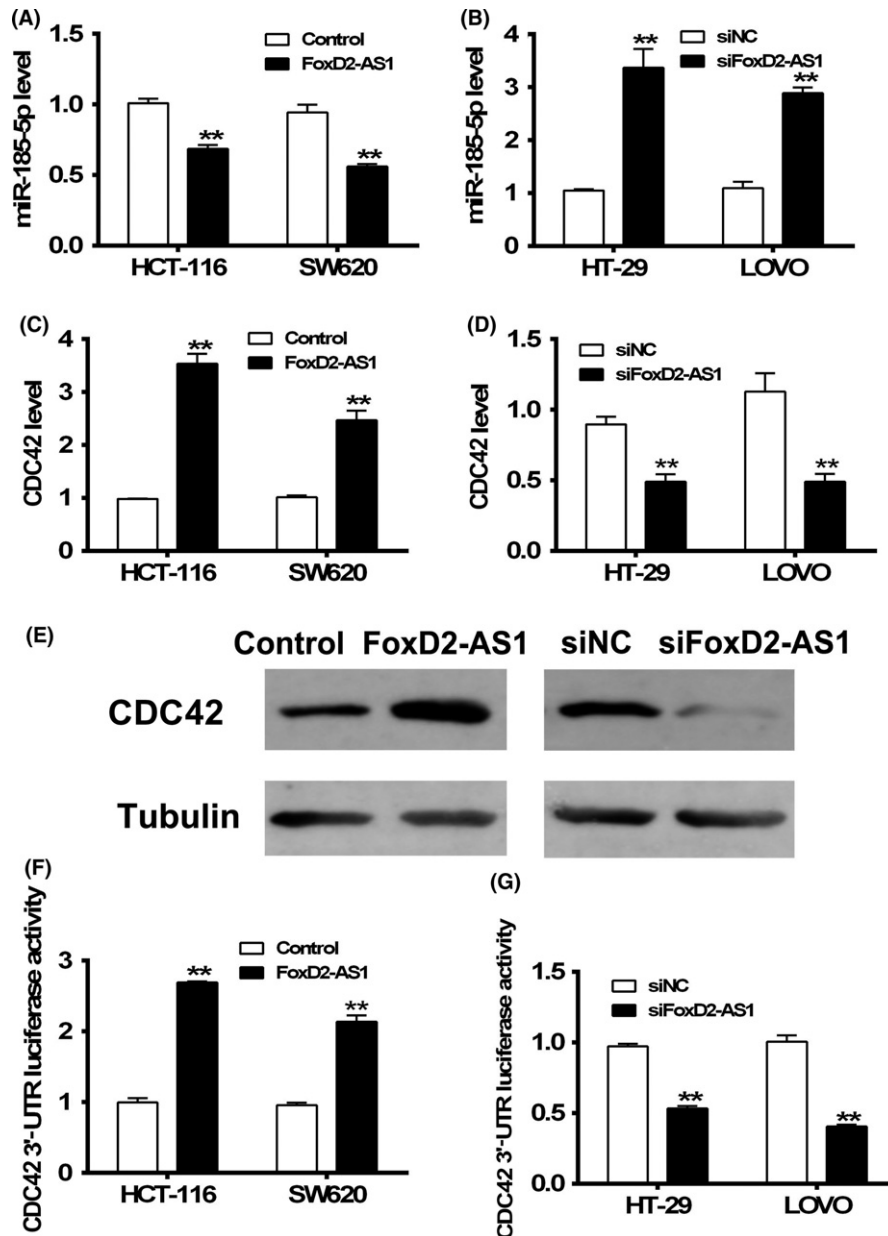 (A)
miR-185-5p level
1.5
1.0
0.5
0.0
Control
FoxD2-AS1
**
**
HCT-116 SW620
(B)
miR-185-5p level
4
3
2
1
0
siNC
siFoxD2-AS1
**
**
HT-29 LOVO
(C)
CDC42 level
4
3
2
1
0
Control
FoxD2-AS1
**
**
HCT-116 SW620
(D)
CDC42 level
1.5
1.0
0.5
0.0
siNC
siFoxD2-AS1
**
**
HT-29 LOVO
(E)
Control FoxD2-AS1 siNC siFoxD2-AS1
CDC42
Tubulin
(F)
CDC42 3'-UTR luciferase activity
3
2
1
0
Control
FoxD2-AS1
**
**
HCT-116 SW620
(G)
CDC42 3'-UTR luciferase activity
1.5
1.0
0.5
0.0
siNC
siFoxD2-AS1
**
**
HT-29 LOVO